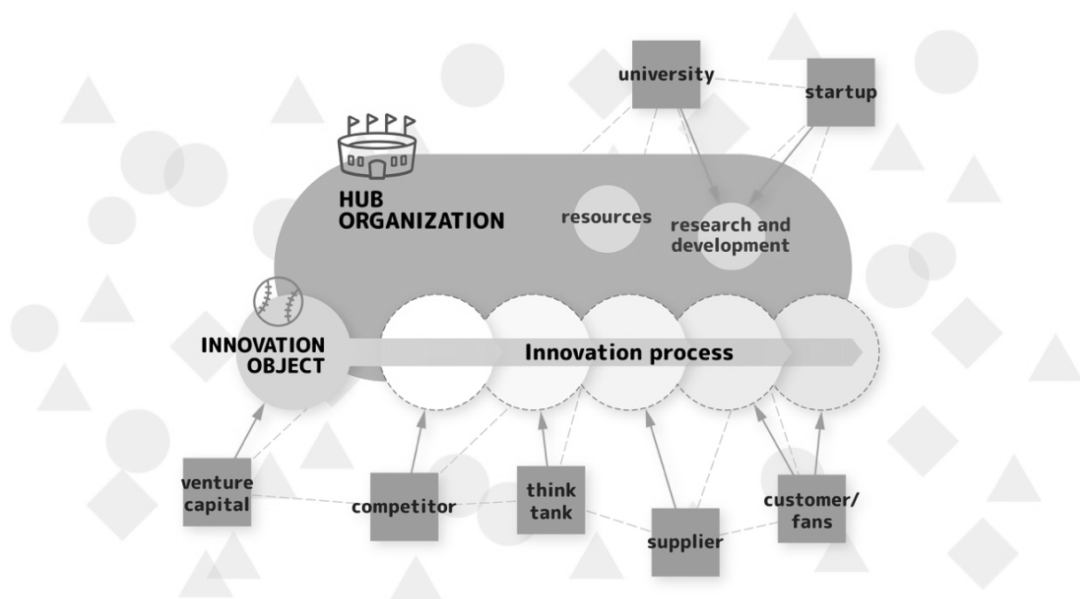 university
startup
HUB
ORGANIZATION
resources
research and
development
INNOVATION
OBJECT
Innovation process
venture
capital
competitor
think
tank
supplier
customer/
fans